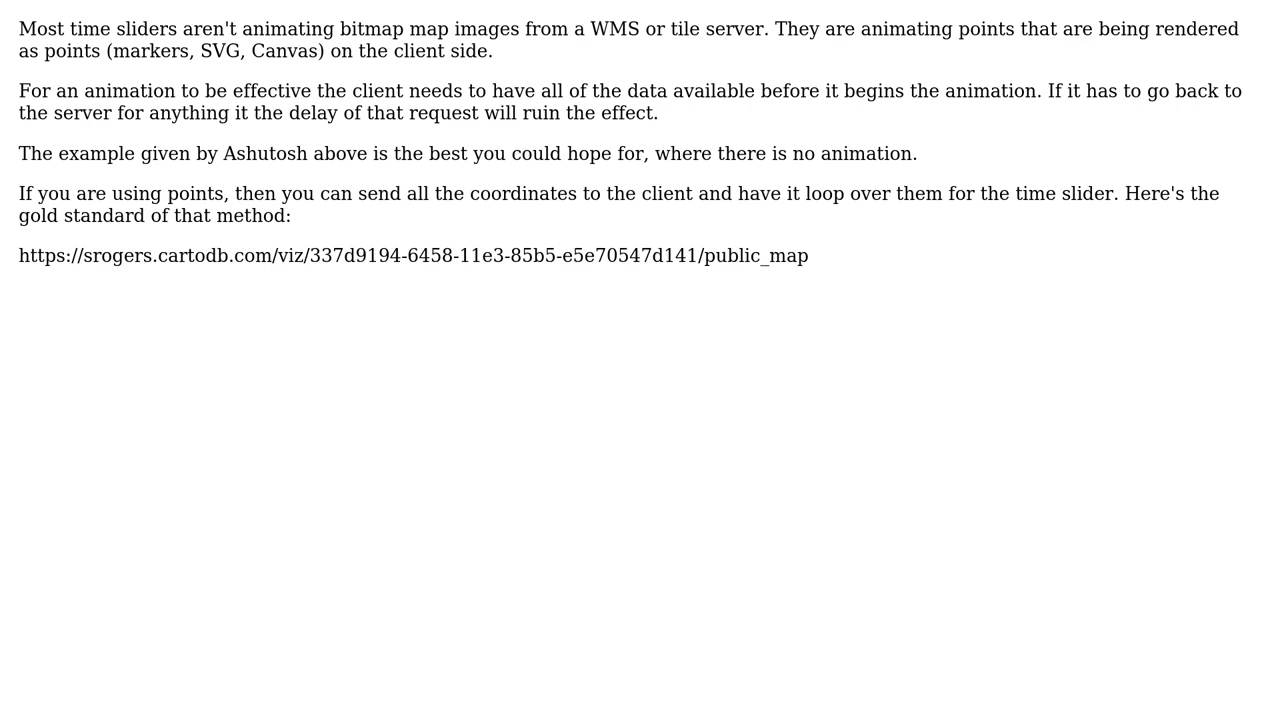 Most time sliders aren't animating bitmap map images from a WMS or tile server. They are animating points that are being rendered
as points (markers, SVG, Canvas) on the client side.
For an animation to be effective the client needs to have all of the data available before it begins the animation. If it has to go back to
the server for anything it the delay of that request will ruin the effect.
The example given by Ashutosh above is the best you could hope for, where there is no animation.
If you are using points, then you can send all the coordinates to the client and have it loop over them for the time slider. Here's the
gold standard of that method:
https://srogers.cartodb.com/viz/337d9194-6458-11e3-85b5-e5e70547d141/public_map